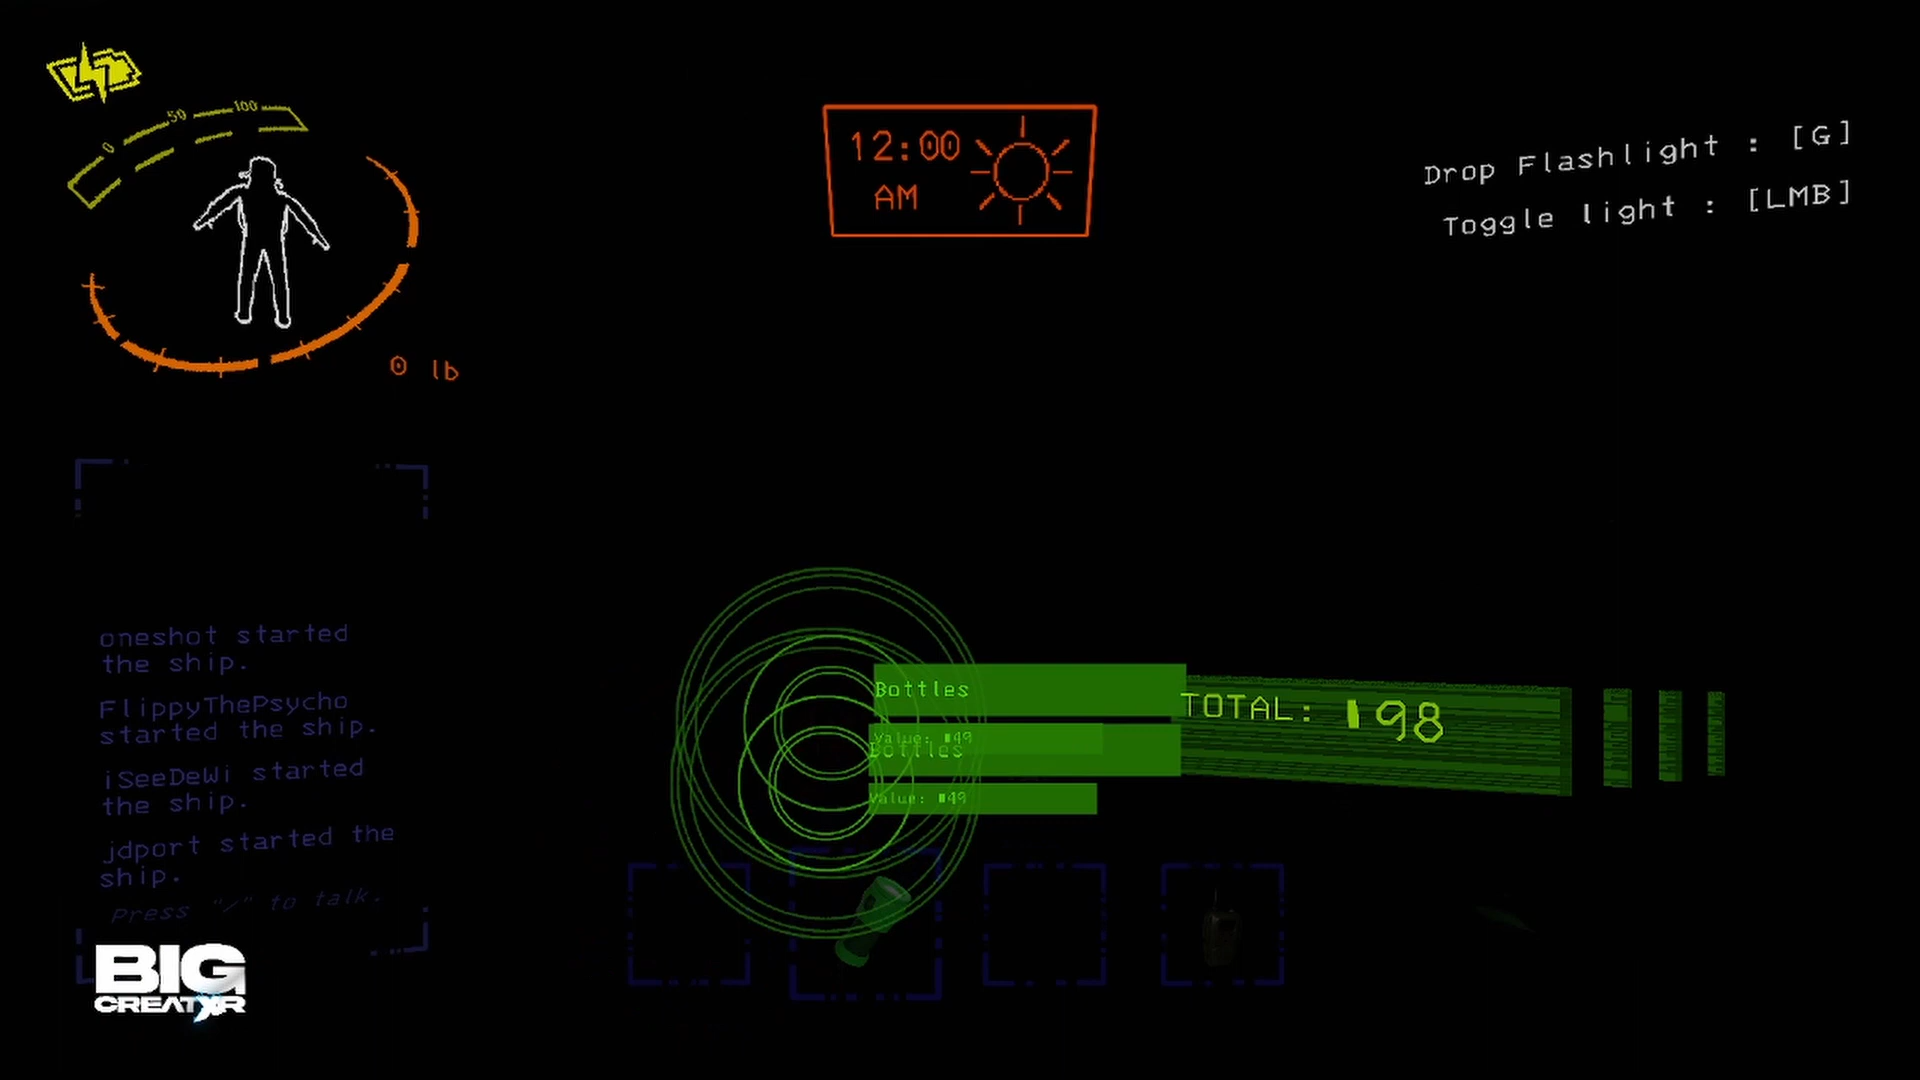 0 50 100
12:00
AM
Drop Flashlight : [G]
Toggle light : [LMB]
0 lb
oneshot started
the ship.
FlippyThePsycho
started the ship.
iSeeDeWi started
the ship.
jdport started the
ship.
Press "/" to talk.
Bottles
Value: ■49
Bottles
Value: ■49
TOTAL: ▮98
BIG
CREATXR